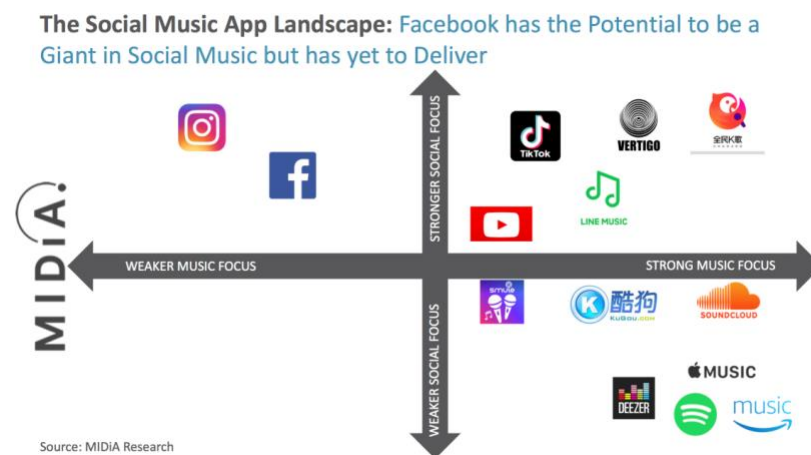 The Social Music App Landscape: Facebook has the Potential to be a
Giant in Social Music but has yet to Deliver
STRONGER SOCIAL FOCUS
TikTok
VERTIGO
全民K歌
LINE MUSIC
MIDiA.
WEAKER MUSIC FOCUS
STRONG MUSIC FOCUS
smule
K 酷狗
KUGOU.COM
SOUNDCLOUD
WEAKER SOCIAL FOCUS
MUSIC
DEEZER
music
Source: MIDiA Research